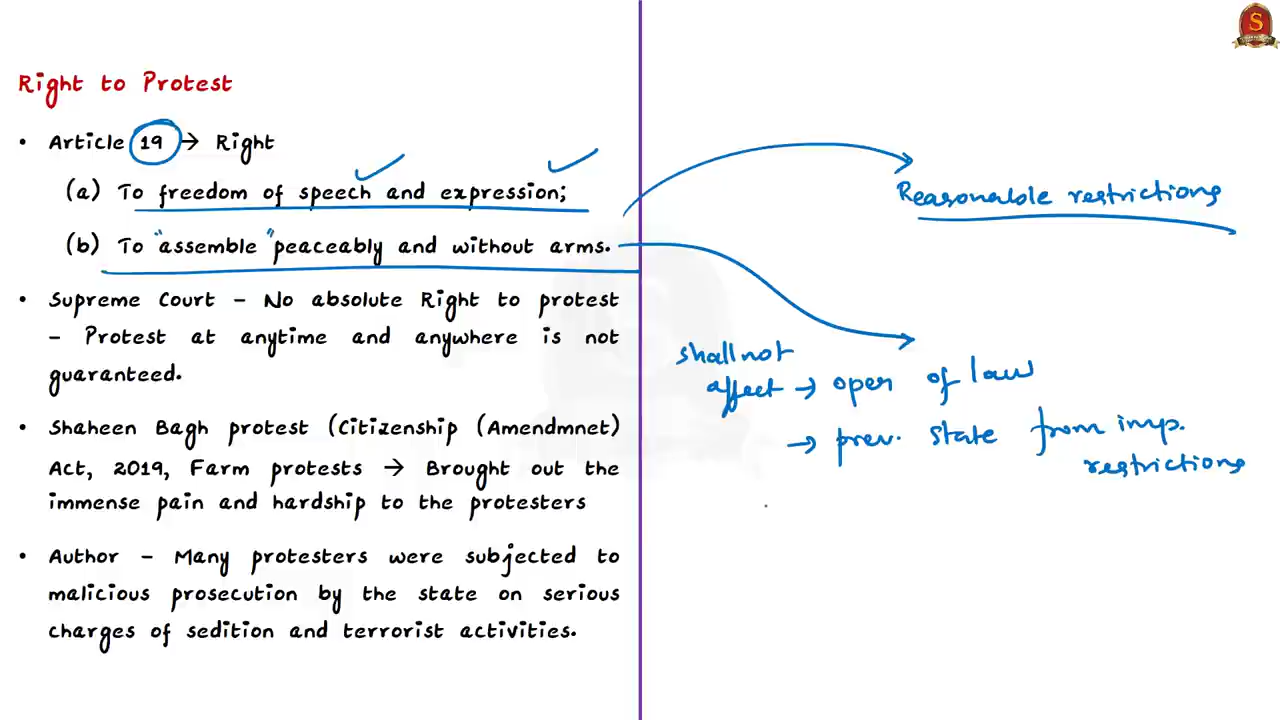 Right to Protest
• Article 19 → Right
(a) To freedom of speech and expression;
(b) To "assemble" peaceably and without arms.
• Supreme Court – No absolute Right to protest
– Protest at anytime and anywhere is not
guaranteed.
• Shaheen Bagh protest (Citizenship (Amendmnet)
Act, 2019, Farm protests → Brought out the
immense pain and hardship to the protesters
• Author – Many protesters were subjected to
malicious prosecution by the state on serious
charges of sedition and terrorist activities.
Reasonable restrictions
shall not
affect → oper of law
→ prev. state from imp.
restrictions
S